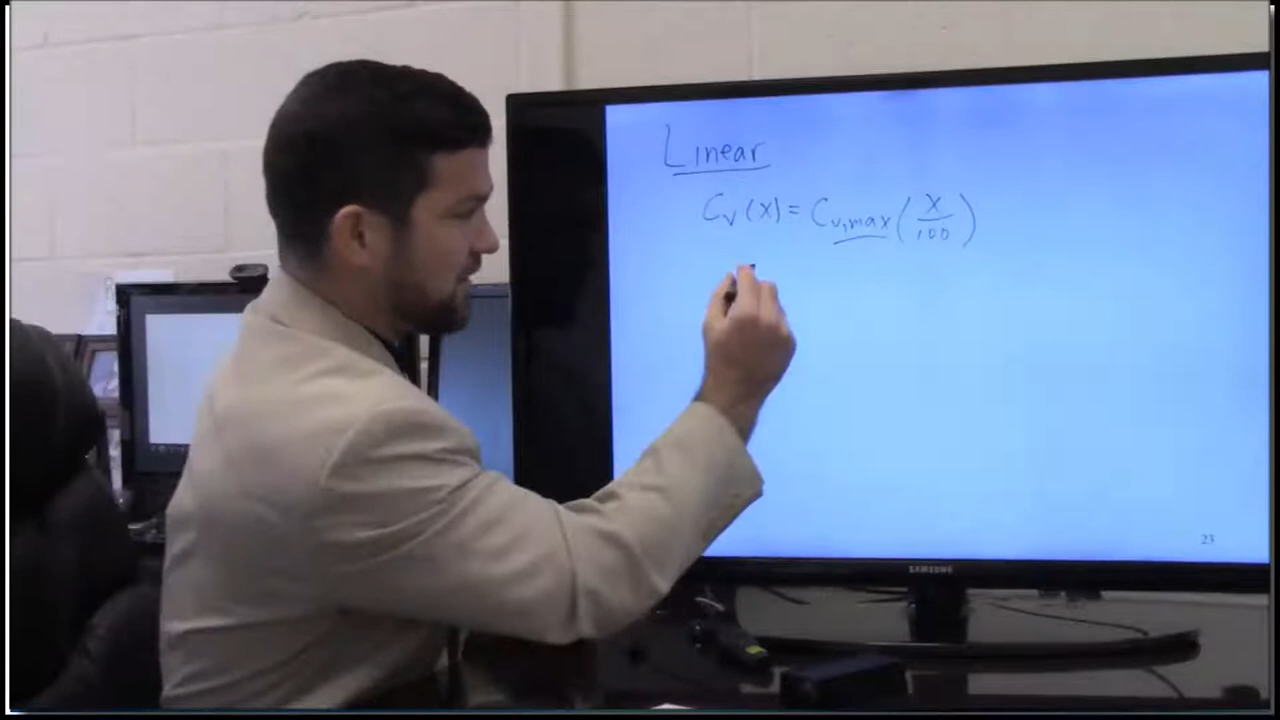 Linear
Cv(x) = Cv,max (x/100)
23
SAMSUNG